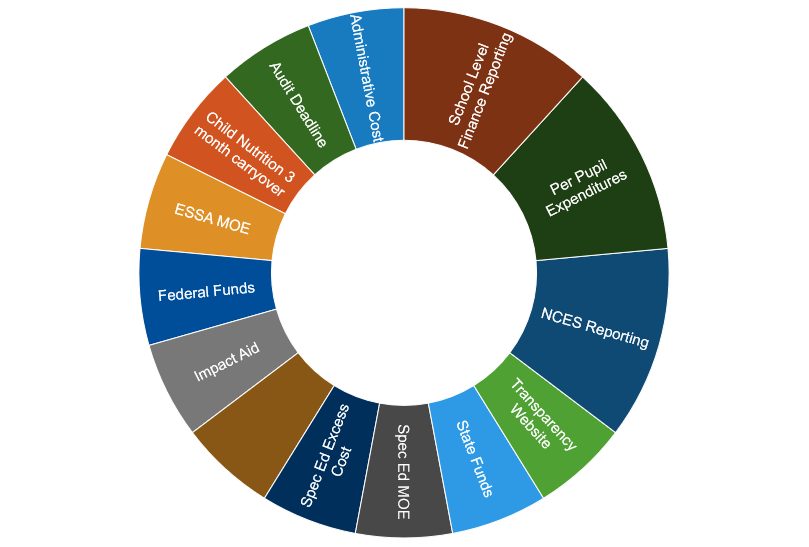 School Level
Finance Reporting
Per Pupil
Expenditures
NCES Reporting
Transparency
Website
State Funds
Spec Ed MOE
Spec Ed Excess
Cost
Impact Aid
Federal Funds
ESSA MOE
Child Nutrition 3
month carryover
Audit Deadline
Administrative Cost